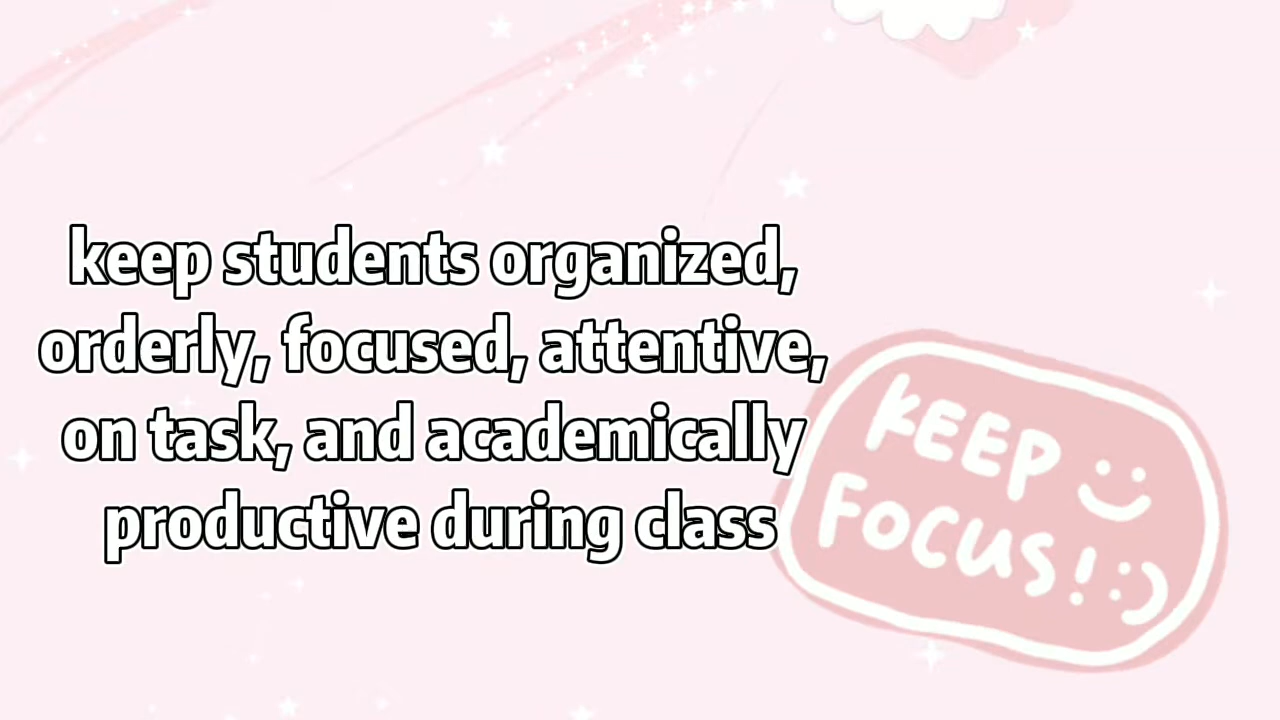 keep students organized,
orderly, focused, attentive,
on task, and academically
productive during class
KEEP :)
FOCUS! :)